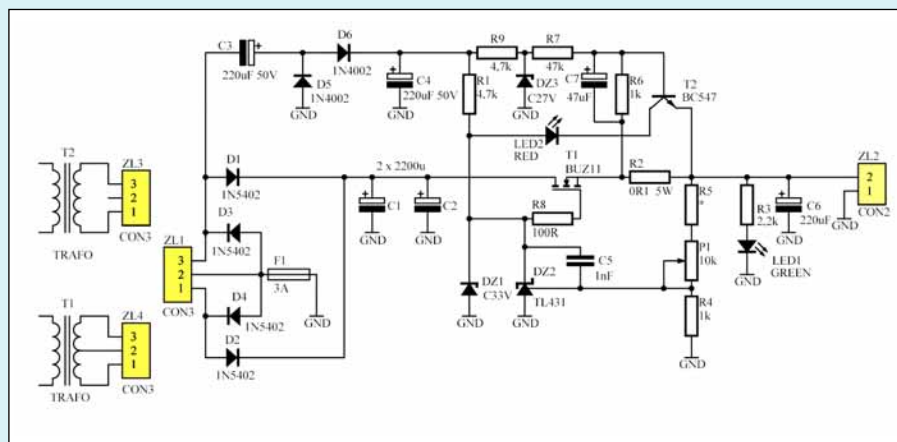 C3
220uF 50V
D6
1N4002
D5
1N4002
GND
C4
220uF 50V
GND
R9
4,7k
R7
47k
R1
4,7k
DZ3
C27V
GND
C7
47uF
R6
1k
T2
BC547
LED2
RED
T1
BUZ11
R2
0R1 5W
ZL2
2
1
CON2
GND
T2
TRAFO
ZL3
3
2
1
CON3
D1
1N5402
2 x 2200u
C1
GND
C2
GND
D3
1N5402
ZL1
3
2
1
CON3
F1
3A
GND
D4
1N5402
D2
1N5402
R8
100R
DZ1
C33V
GND
DZ2
TL431
GND
C5
1nF
R5
*
P1
10k
R4
1k
GND
R3
2,2k
LED1
GREEN
GND
C6
220uF
GND
T1
TRAFO
ZL4
3
2
1
CON3